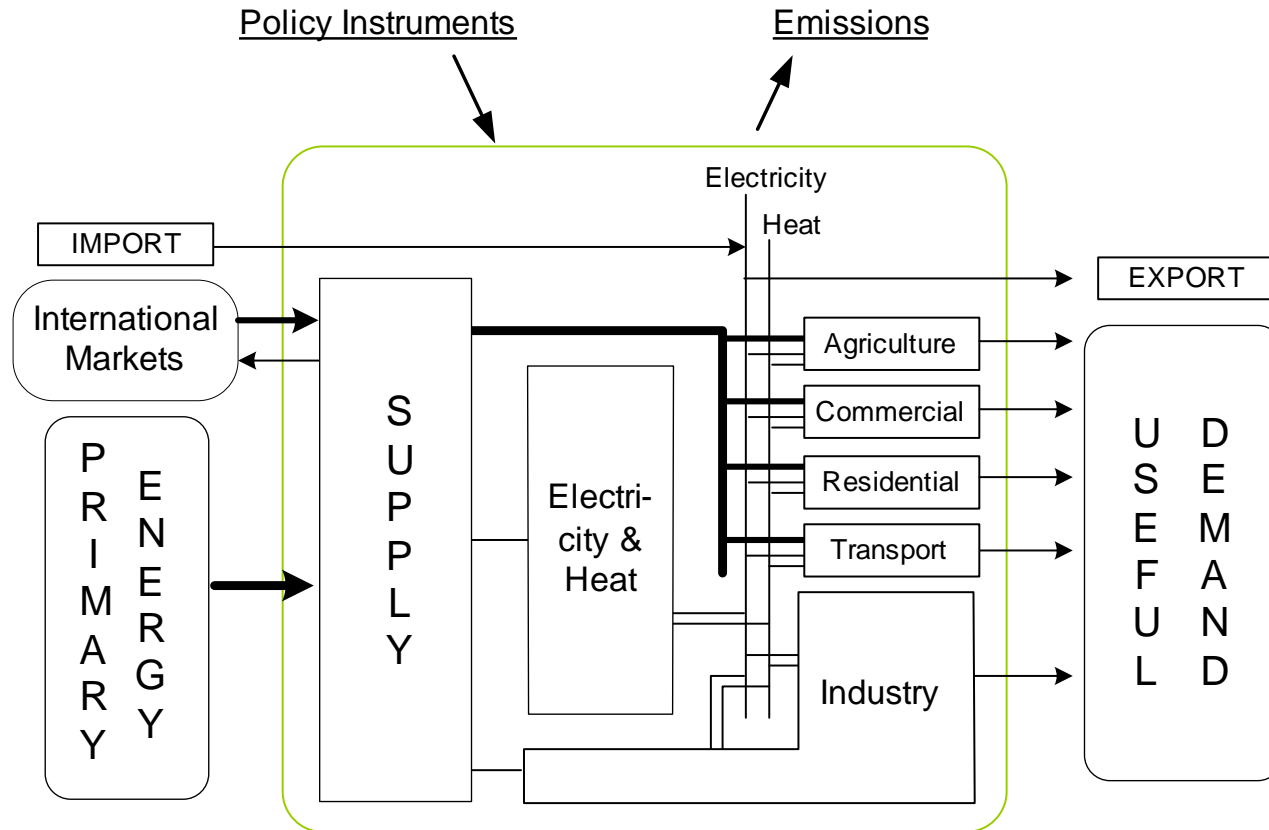 Policy Instruments
Emissions
Electricity
Heat
IMPORT
EXPORT
International
Markets
PRIMARY
ENERGY
SUPPLY
Electri-
city &
Heat
Agriculture
Commercial
Residential
Transport
Industry
USEFUL
DEMAND